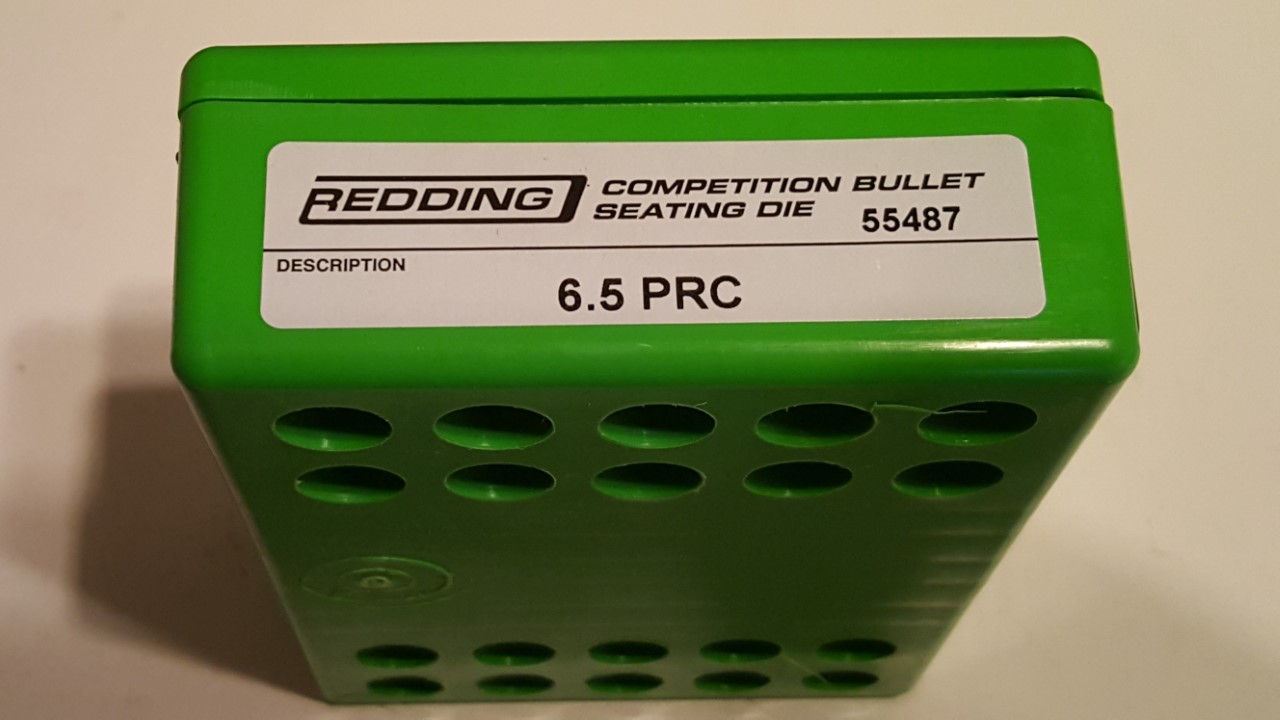 REDDING COMPETITION BULLET
SEATING DIE 55487
DESCRIPTION
6.5 PRC